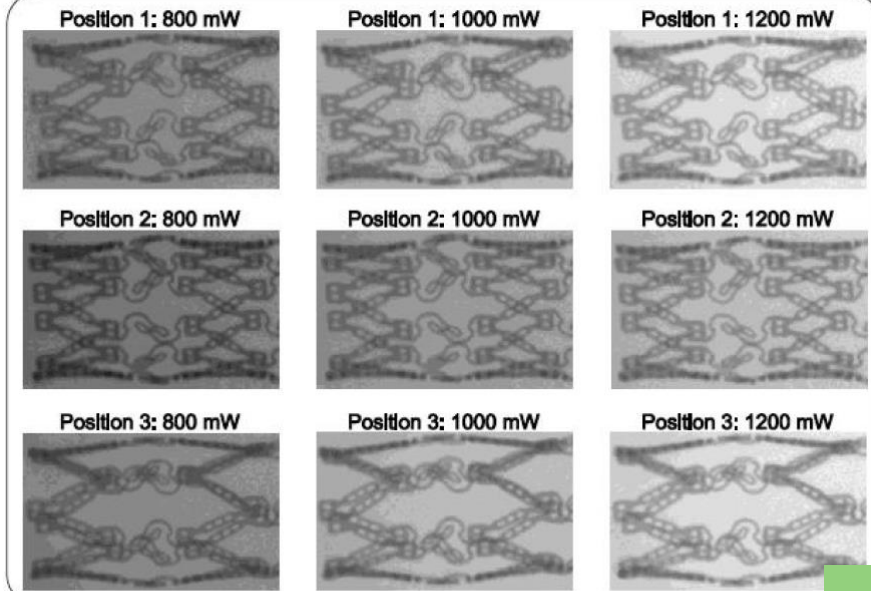 Position 1: 800 mW
Position 1: 1000 mW
Position 1: 1200 mW
Position 2: 800 mW
Position 2: 1000 mW
Position 2: 1200 mW
Position 3: 800 mW
Position 3: 1000 mW
Position 3: 1200 mW